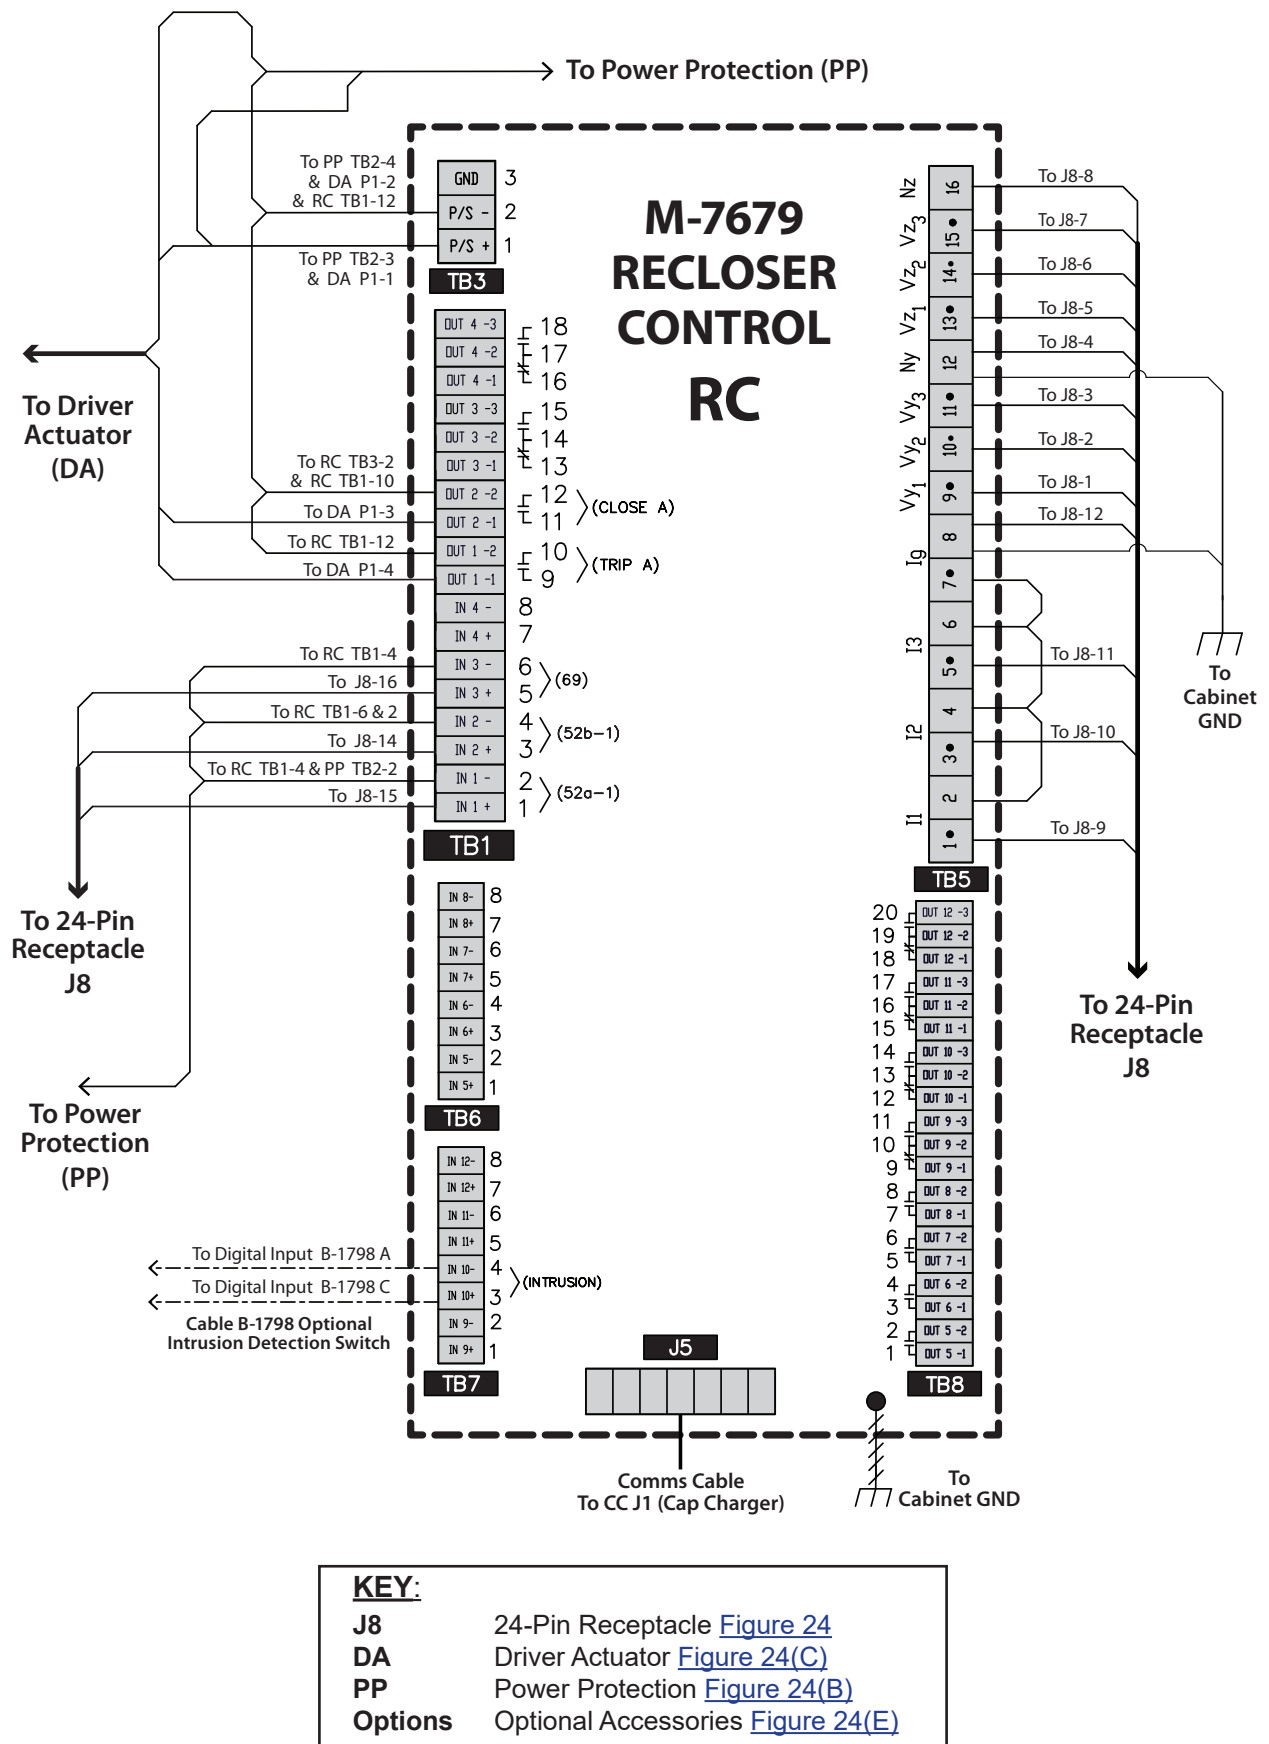 To Power Protection (PP)
To PP TB2-4
& DA P1-2
& RC TB1-12
To PP TB2-3
& DA P1-1
GND 3
P/S - 2
P/S + 1
TB3
M-7679
RECLOSER
CONTROL
RC
To Driver
Actuator
(DA)
To RC TB3-2
& RC TB1-10
To DA P1-3
To RC TB1-12
To DA P1-4
To RC TB1-4
To J8-16
To RC TB1-6 & 2
To J8-14
To RC TB1-4 & PP TB2-2
To J8-15
OUT 4 -3 18
OUT 4 -2 17
OUT 4 -1 16
OUT 3 -3 15
OUT 3 -2 14
OUT 3 -1 13
OUT 2 -2 12
OUT 2 -1 11
(CLOSE A)
OUT 1 -2 10
OUT 1 -1 9
(TRIP A)
IN 4 - 8
IN 4 + 7
IN 3 - 6
IN 3 + 5
(69)
IN 2 - 4
IN 2 + 3
(52b-1)
IN 1 - 2
IN 1 + 1
(52a-1)
TB1
To 24-Pin
Receptacle
J8
To Power
Protection
(PP)
IN 8- 8
IN 8+ 7
IN 7- 6
IN 7+ 5
IN 6- 4
IN 6+ 3
IN 5- 2
IN 5+ 1
TB6
IN 12- 8
IN 12+ 7
IN 11- 6
IN 11+ 5
IN 10- 4
IN 10+ 3
(INTRUSION)
IN 9- 2
IN 9+ 1
TB7
To Digital Input B-1798 A
To Digital Input B-1798 C
Cable B-1798 Optional
Intrusion Detection Switch
Nz 16 To J8-8
Vz3 15 To J8-7
Vz2 14 To J8-6
Vz1 13 To J8-5
Ny 12 To J8-4
Vy3 11 To J8-3
Vy2 10 To J8-2
Vy1 9 To J8-1
8 To J8-12
Ig
7
6
I3
5 To J8-11
4
I2
3 To J8-10
2
I1
1 To J8-9
TB5
To
Cabinet
GND
To 24-Pin
Receptacle
J8
20 OUT 12 -3
19 OUT 12 -2
18 OUT 12 -1
17 OUT 11 -3
16 OUT 11 -2
15 OUT 11 -1
14 OUT 10 -3
13 OUT 10 -2
12 OUT 10 -1
11 OUT 9 -3
10 OUT 9 -2
9 OUT 9 -1
8 OUT 8 -2
7 OUT 8 -1
6 OUT 7 -2
5 OUT 7 -1
4 OUT 6 -2
3 OUT 6 -1
2 OUT 5 -2
1 OUT 5 -1
TB8
J5
Comms Cable
To CC J1 (Cap Charger)
To
Cabinet GND
KEY:
J8 24-Pin Receptacle Figure 24
DA Driver Actuator Figure 24(C)
PP Power Protection Figure 24(B)
Options Optional Accessories Figure 24(E)